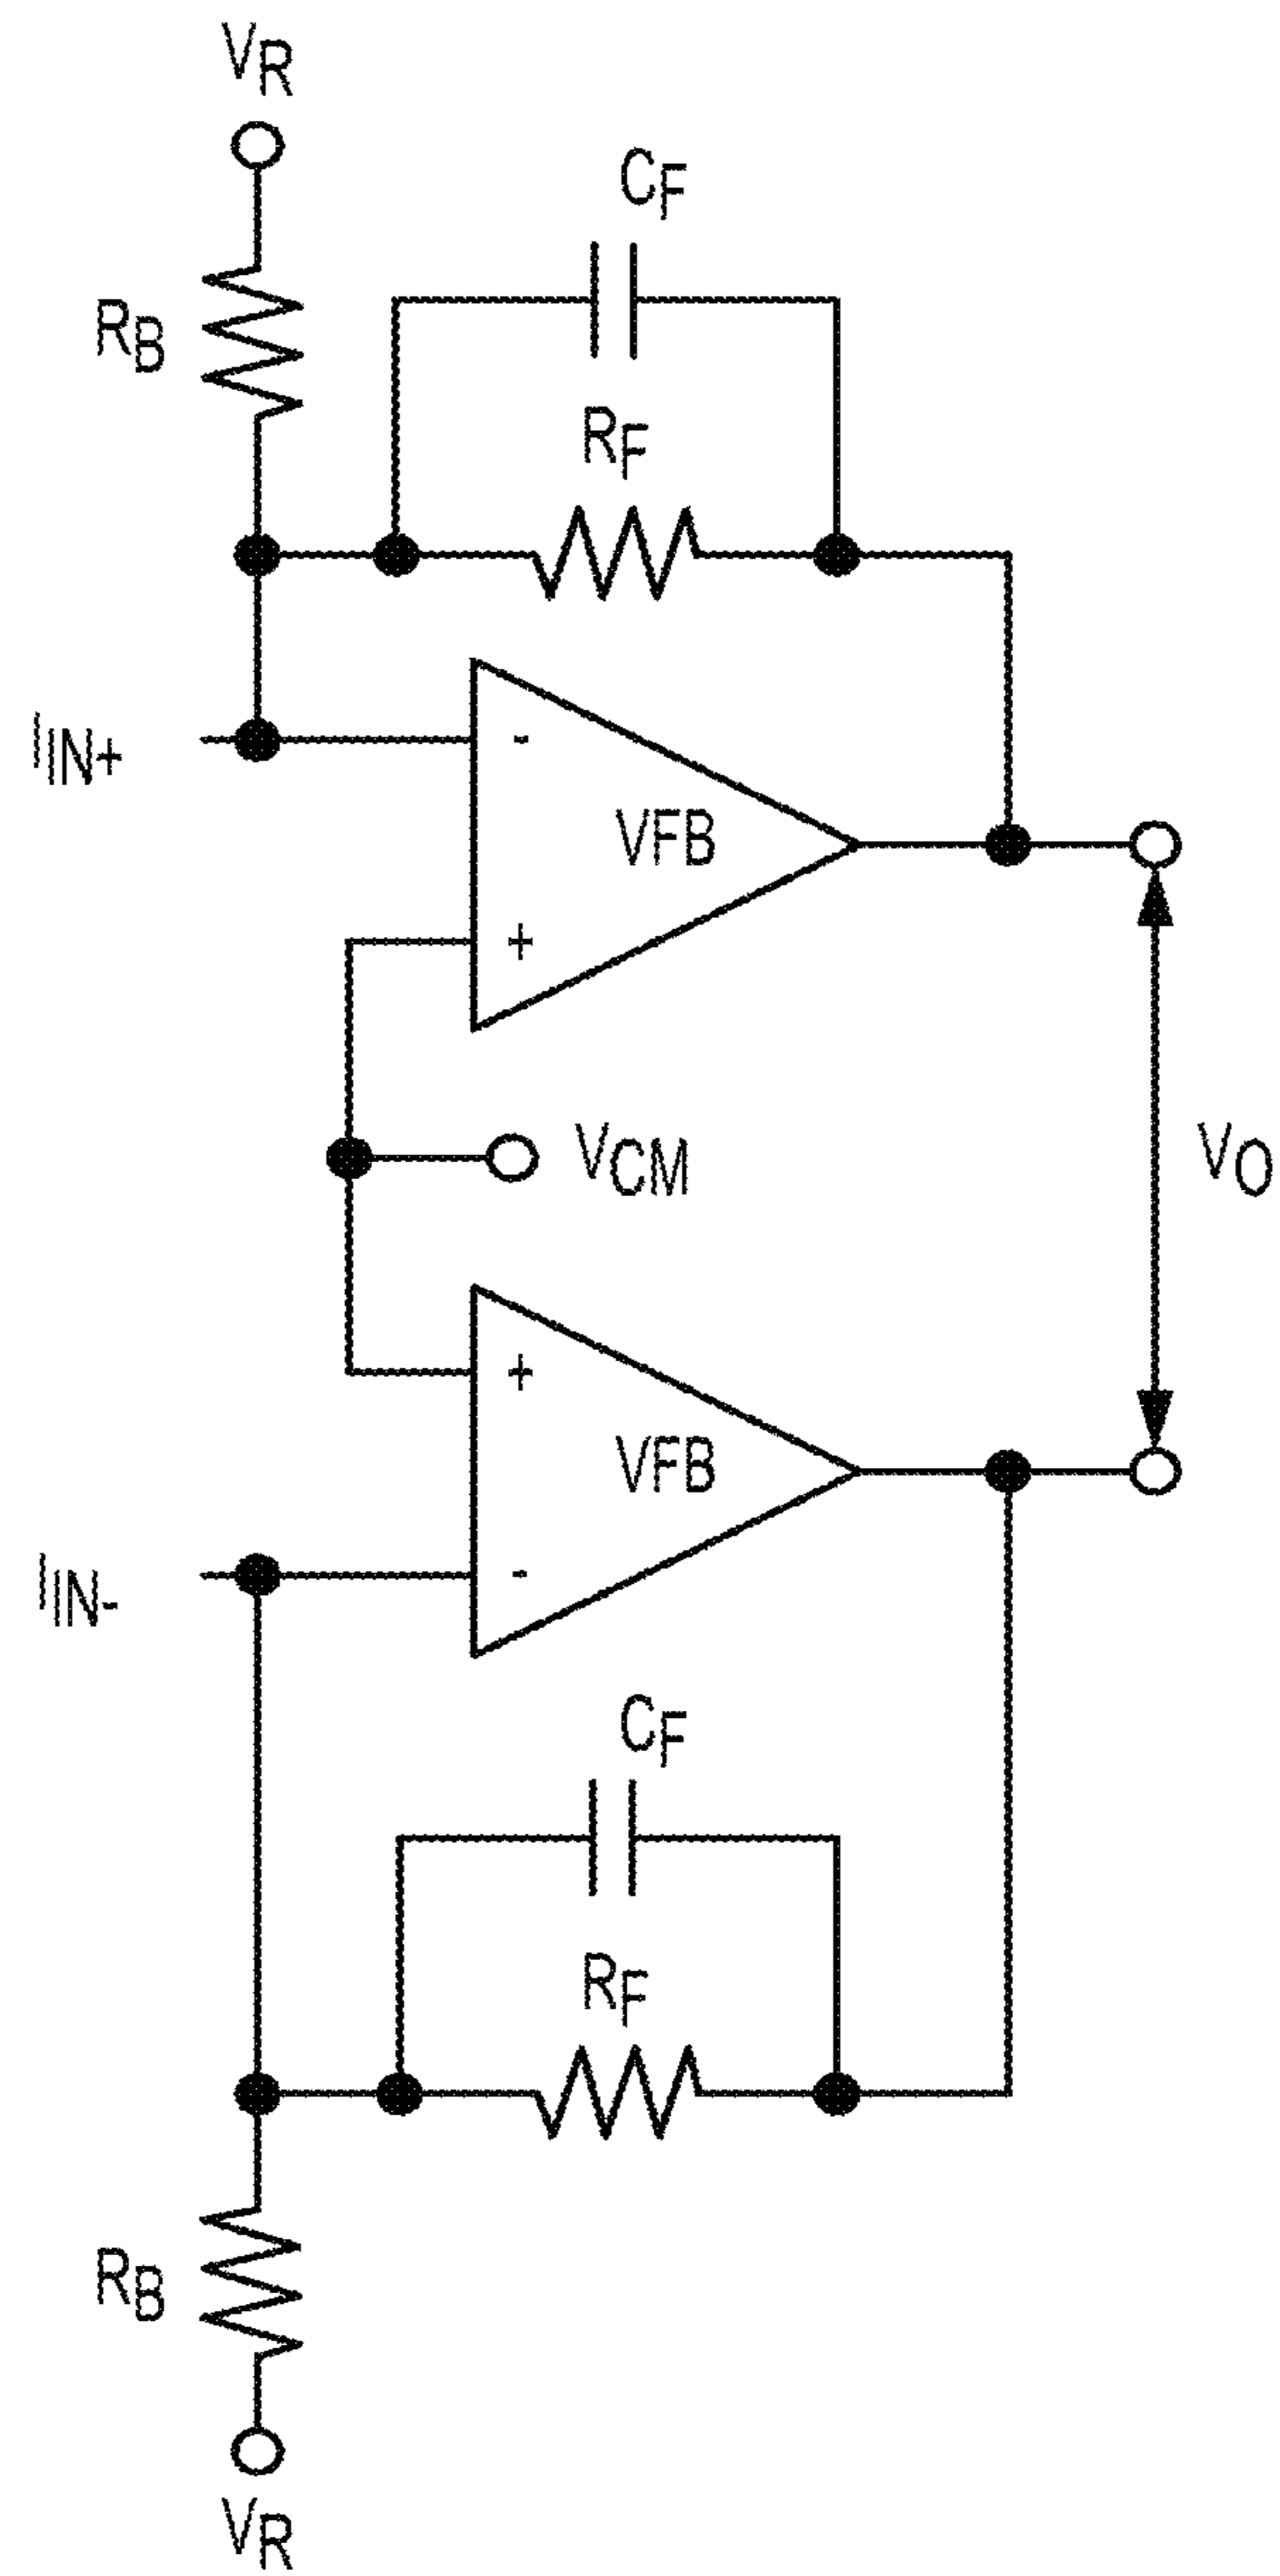 VR
CF
RB
RF
IIN+
-
VFB
+
VCM
VO
+
VFB
-
IIN-
CF
RF
RB
VR